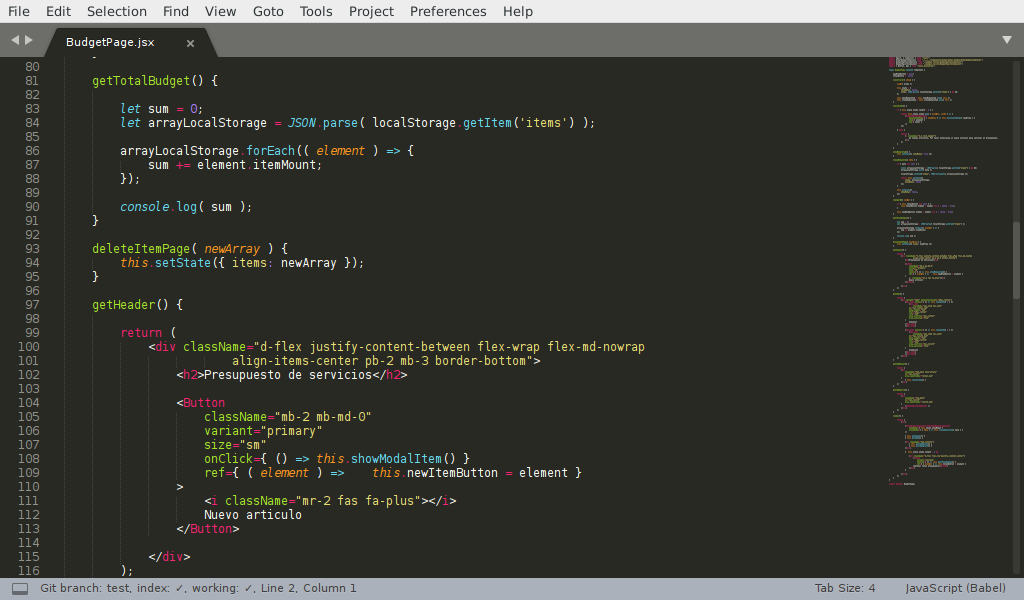 File Edit Selection Find View Goto Tools Project Preferences Help
BudgetPage.jsx ×
80
81 getTotalBudget() {
82
83 let sum = 0;
84 let arrayLocalStorage = JSON.parse( localStorage.getItem('items') );
85
86 arrayLocalStorage.forEach(( element ) => {
87 sum += element.itemMount;
88 });
89
90 console.log( sum );
91 }
92
93 deleteItemPage( newArray ) {
94 this.setState({ items: newArray });
95 }
96
97 getHeader() {
98
99 return (
100 <div className="d-flex justify-content-between flex-wrap flex-md-nowrap
101 align-items-center pb-2 mb-3 border-bottom">
102 <h2>Presupuesto de servicios</h2>
103
104 <Button
105 className="mb-2 mb-md-0"
106 variant="primary"
107 size="sm"
108 onClick={ () => this.showModalItem() }
109 ref={ ( element ) =>    this.newItemButton = element }
110 >
111 <i className="mr-2 fas fa-plus"></i>
112 Nuevo articulo
113 </Button>
114
115 </div>
116 );
Git branch: test, index: ✓, working: ✓, Line 2, Column 1 Tab Size: 4 JavaScript (Babel)